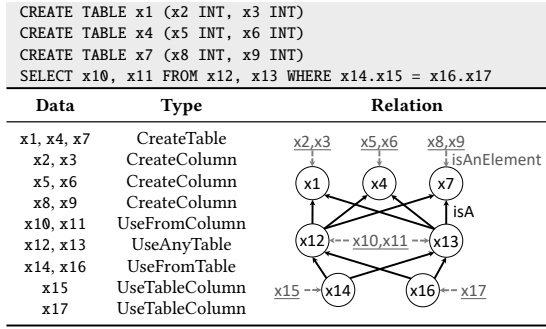 CREATE TABLE x1 (x2 INT, x3 INT)
CREATE TABLE x4 (x5 INT, x6 INT)
CREATE TABLE x7 (x8 INT, x9 INT)
SELECT x10, x11 FROM x12, x13 WHERE x14.x15 = x16.x17
Data Type Relation
x1, x4, x7 CreateTable
x2, x3 CreateColumn
x5, x6 CreateColumn
x8, x9 CreateColumn
x10, x11 UseFromColumn
x12, x13 UseAnyTable
x14, x16 UseFromTable
x15 UseTableColumn
x17 UseTableColumn
x2,x3 x5,x6 x8,x9
isAnElement
x1 x4 x7
isA
x12 x10,x11 x13
x15 x14 x16 x17